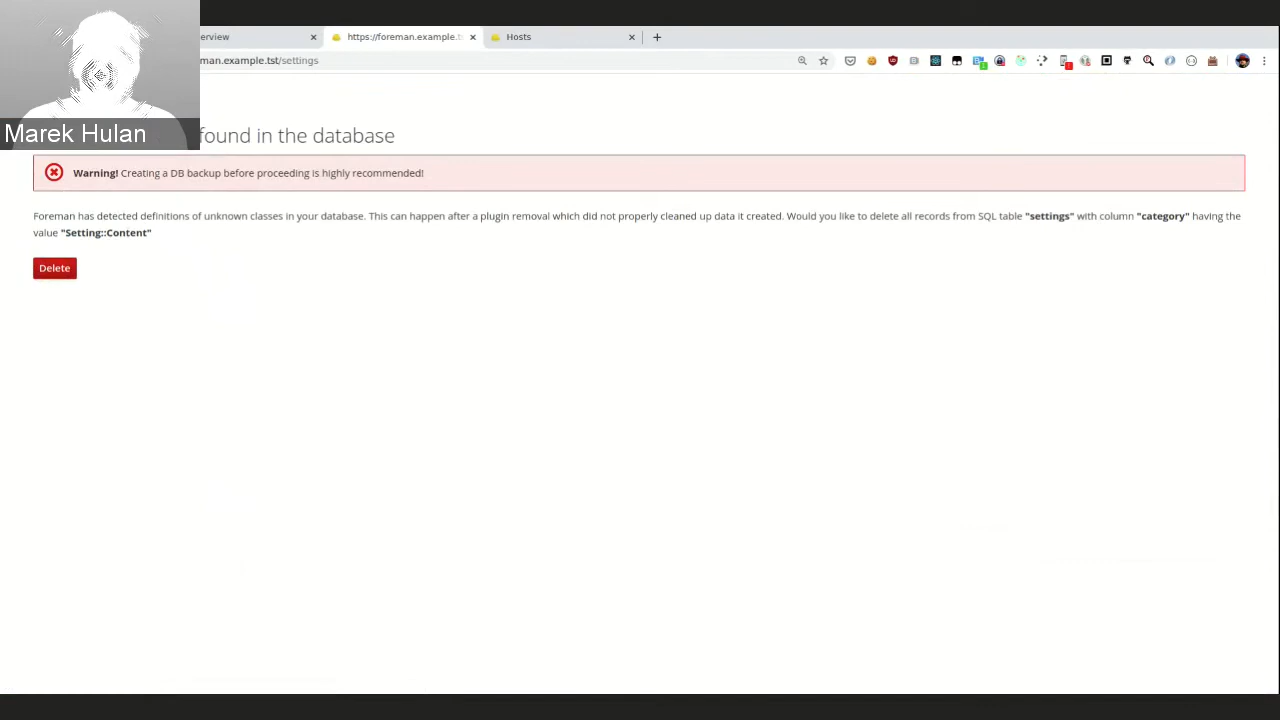 erview
https://foreman.example.ts
Hosts
man.example.tst/settings
Marek Hulan
found in the database
Warning! Creating a DB backup before proceeding is highly recommended!
Foreman has detected definitions of unknown classes in your database. This can happen after a plugin removal which did not properly cleaned up data it created. Would you like to delete all records from SQL table "settings" with column "category" having the
value "Setting::Content"
Delete